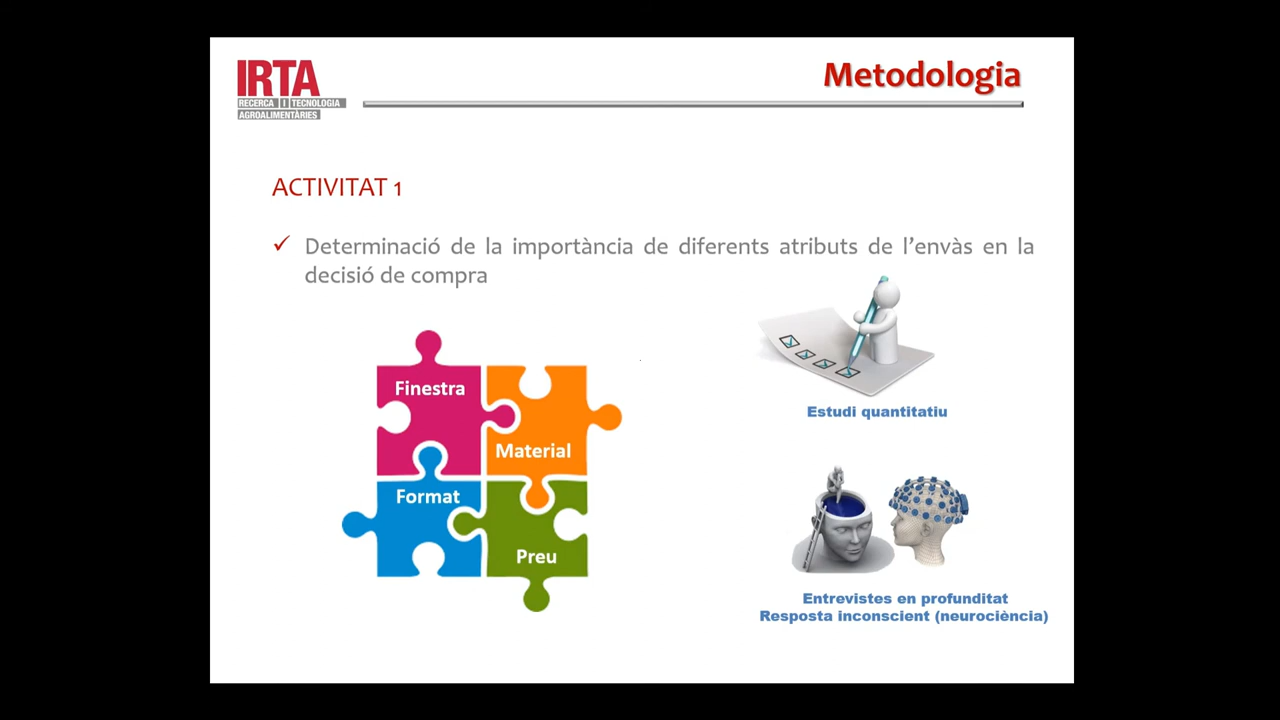 IRTA
RECERCA I TECNOLOGIA
AGROALIMENTÀRIES
Metodologia
ACTIVITAT 1
Determinació de la importància de diferents atributs de l'envàs en la
decisió de compra
Finestra
Material
Format
Preu
Estudi quantitatiu
Entrevistes en profunditat
Resposta inconscient (neurociència)